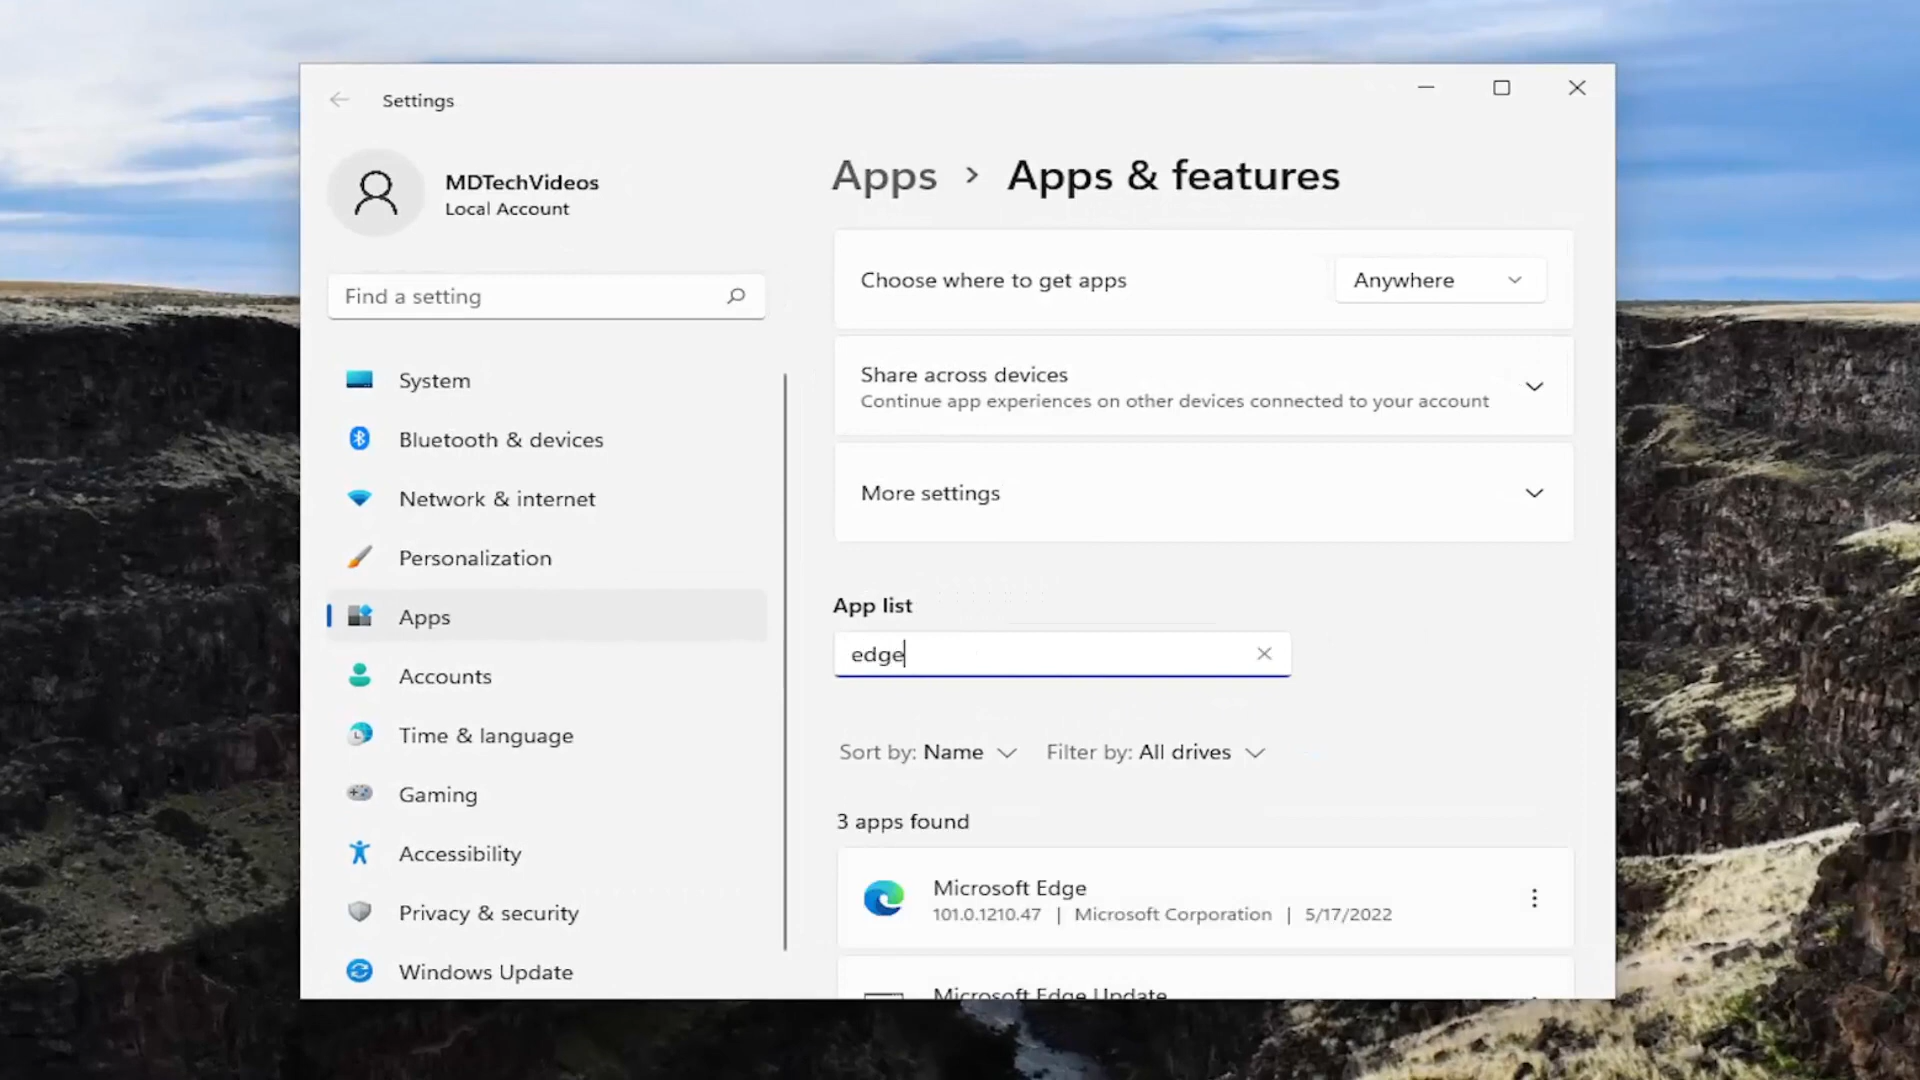 Settings
MDTechVideos
Local Account
Find a setting
System
Bluetooth & devices
Network & internet
Personalization
Apps
Accounts
Time & language
Gaming
Accessibility
Privacy & security
Windows Update
Apps > Apps & features
Choose where to get apps
Anywhere
Share across devices
Continue app experiences on other devices connected to your account
More settings
App list
edge
Sort by: Name
Filter by: All drives
3 apps found
Microsoft Edge
101.0.1210.47 | Microsoft Corporation | 5/17/2022
Microsoft Edge Update